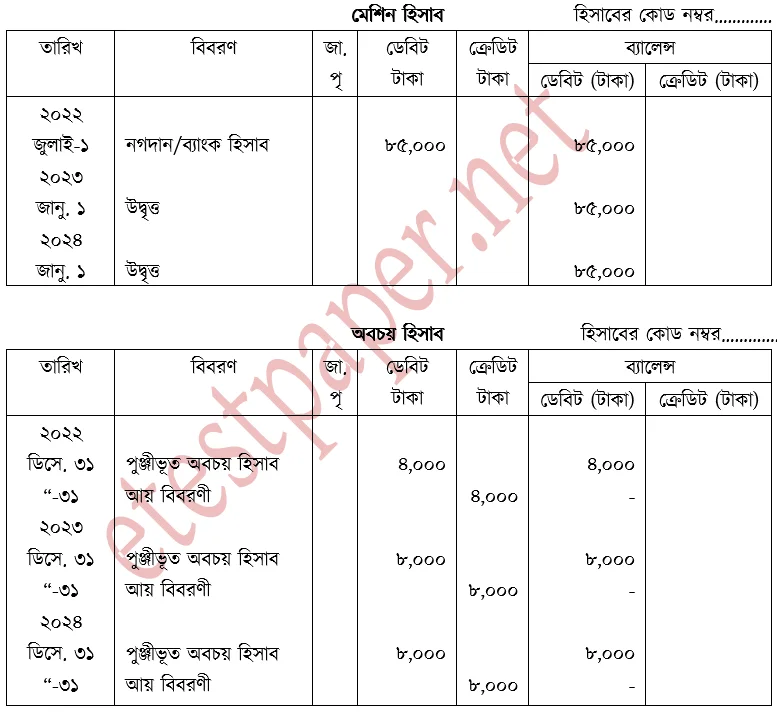 মেশিন হিসাব হিসাবের কোড নম্বর.............
তারিখ বিবরণ জা. ডেবিট ক্রেডিট ব্যালেন্স
পৃ টাকা টাকা ডেবিট (টাকা) ক্রেডিট (টাকা)
২০২২
জুলাই-১ নগদান/ব্যাংক হিসাব ৮৫,০০০ ৮৫,০০০
২০২৩
জানু. ১ উদ্বৃত্ত ৮৫,০০০
২০২৪
জানু. ১ উদ্বৃত্ত ৮৫,০০০
অবচয় হিসাব হিসাবের কোড নম্বর.............
তারিখ বিবরণ জা. ডেবিট ক্রেডিট ব্যালেন্স
পৃ টাকা টাকা ডেবিট (টাকা) ক্রেডিট (টাকা)
২০২২
ডিসে. ৩১ পুঞ্জীভূত অবচয় হিসাব ৪,০০০ ৪,০০০
“-৩১ আয় বিবরণী ৪,০০০ -
২০২৩
ডিসে. ৩১ পুঞ্জীভূত অবচয় হিসাব ৮,০০০ ৮,০০০
“-৩১ আয় বিবরণী ৮,০০০ -
২০২৪
ডিসে. ৩১ পুঞ্জীভূত অবচয় হিসাব ৮,০০০ ৮,০০০
“-৩১ আয় বিবরণী ৮,০০০ -
etestpaper.net